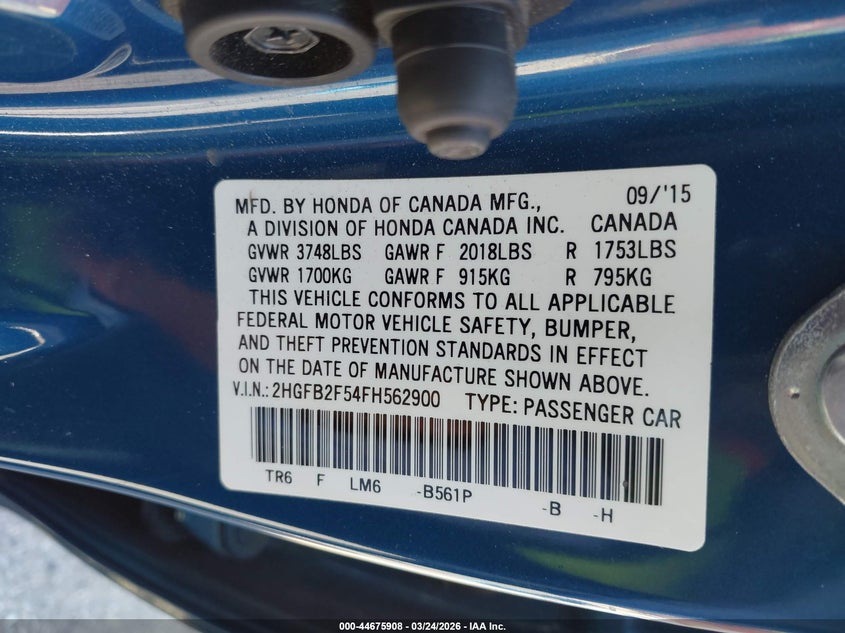 MFD. BY HONDA OF CANADA MFG., 09/'15
A DIVISION OF HONDA CANADA INC. CANADA
GVWR 3748LBS GAWR F 2018LBS R 1753LBS
GVWR 1700KG GAWR F 915KG R 795KG
THIS VEHICLE CONFORMS TO ALL APPLICABLE
FEDERAL MOTOR VEHICLE SAFETY, BUMPER,
AND THEFT PREVENTION STANDARDS IN EFFECT
ON THE DATE OF MANUFACTURE SHOWN ABOVE.
V.I.N.: 2HGFB2F54FH562900 TYPE: PASSENGER CAR
TR6 F LM6 -B561P -B -H
000-44675908 - 03/24/2026 - IAA Inc.